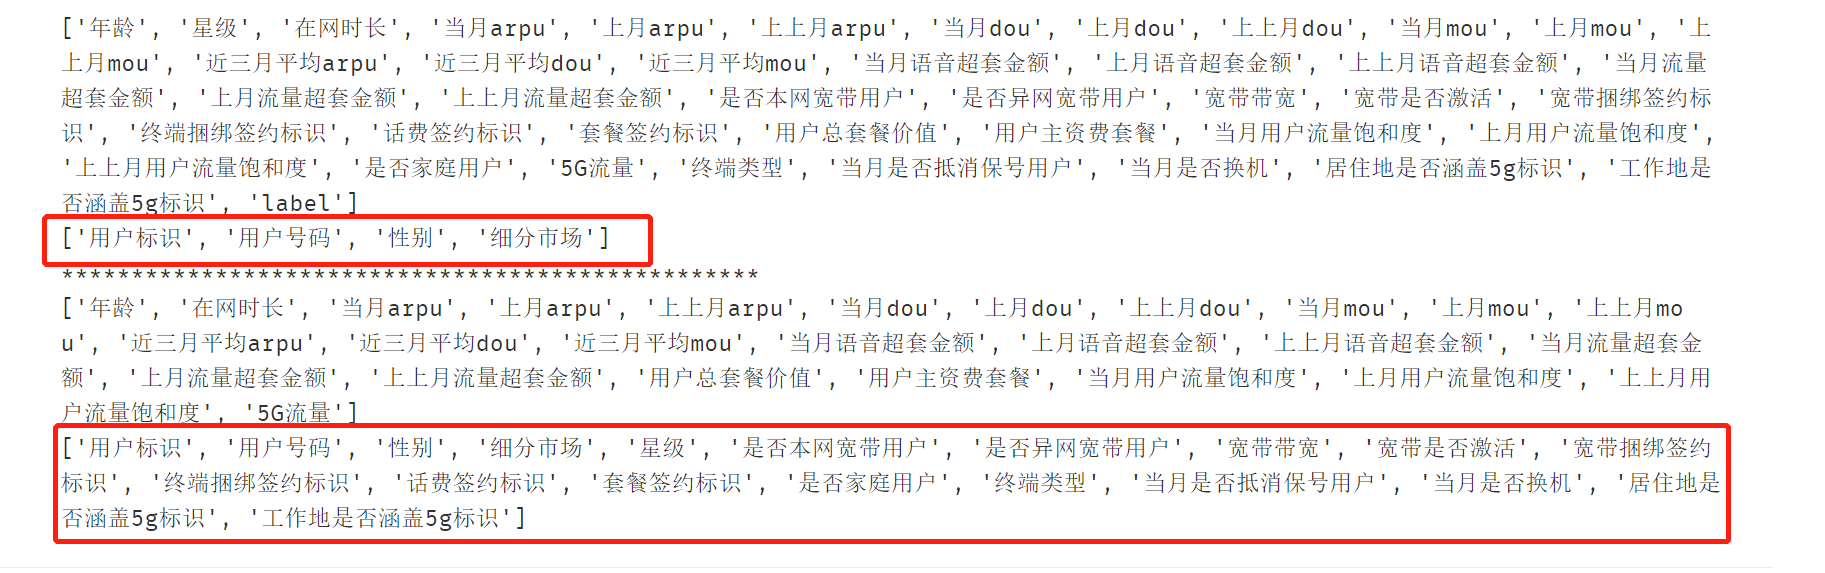 ['年龄', '星级', '在网时长', '当月arpu', '上月arpu', '上上月arpu', '当月dou', '上月dou', '上上月dou', '当月mou', '上月mou', '上
上月mou', '近三月平均arpu', '近三月平均dou', '近三月平均mou', '当月语音超套金额', '上月语音超套金额', '上上月语音超套金额', '当月流量
超套金额', '上月流量超套金额', '上上月流量超套金额', '是否本网宽带用户', '是否异网宽带用户', '宽带带宽', '宽带是否激活', '宽带捆绑签约标
识', '终端捆绑签约标识', '话费签约标识', '套餐签约标识', '用户总套餐价值', '用户主资费套餐', '当月用户流量饱和度', '上月用户流量饱和度',
'上上月用户流量饱和度', '是否家庭用户', '5G流量', '终端类型', '当月是否抵消保号用户', '当月是否换机', '居住地是否涵盖5g标识', '工作地是
否涵盖5g标识', 'label']
['用户标识', '用户号码', '性别', '细分市场']
**************************************************
['年龄', '在网时长', '当月arpu', '上月arpu', '上上月arpu', '当月dou', '上月dou', '上上月dou', '当月mou', '上月mou', '上上月mo
u', '近三月平均arpu', '近三月平均dou', '近三月平均mou', '当月语音超套金额', '上月语音超套金额', '上上月语音超套金额', '当月流量超套金
额', '上月流量超套金额', '上上月流量超套金额', '用户总套餐价值', '用户主资费套餐', '当月用户流量饱和度', '上月用户流量饱和度', '上上月用
户流量饱和度', '5G流量']
['用户标识', '用户号码', '性别', '细分市场', '星级', '是否本网宽带用户', '是否异网宽带用户', '宽带带宽', '宽带是否激活', '宽带捆绑签约
标识', '终端捆绑签约标识', '话费签约标识', '套餐签约标识', '是否家庭用户', '终端类型', '当月是否抵消保号用户', '当月是否换机', '居住地是
否涵盖5g标识', '工作地是否涵盖5g标识']